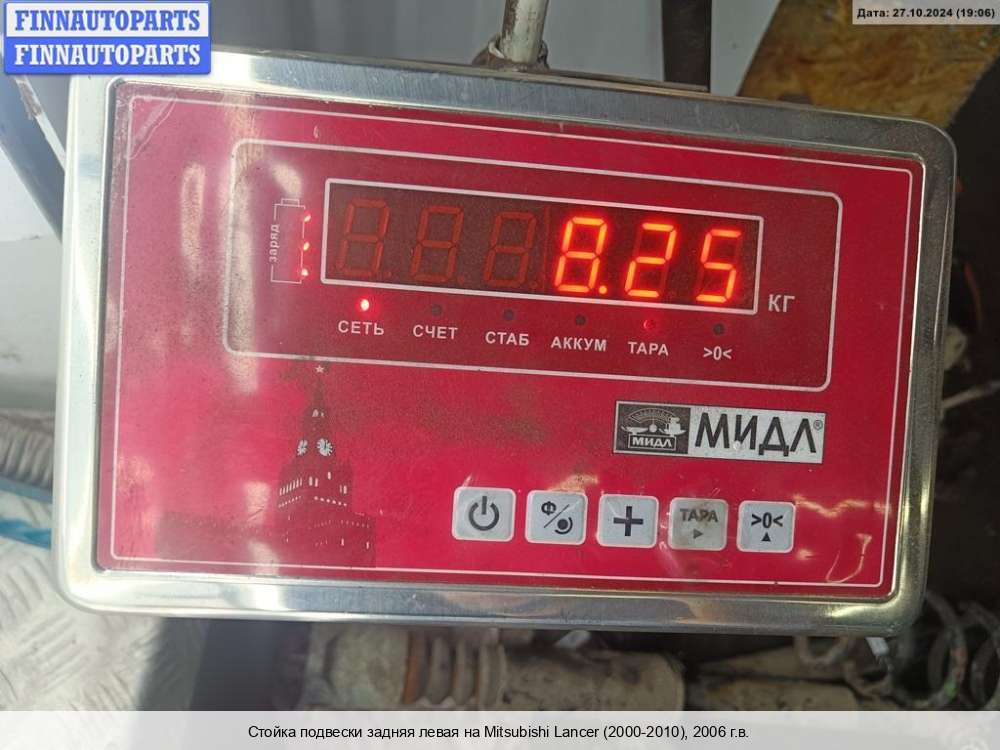 FINNAUTOPARTS
FINNAUTOPARTS
Дата: 27.10.2024 (19:06)
заряд
8.25
КГ
СЕТЬ СЧЕТ СТАБ АККУМ ТАРА >0<
МИДЛ МИДЛ®
Ф ТАРА >0<
Стойка подвески задняя левая на Mitsubishi Lancer (2000-2010), 2006 г.в.